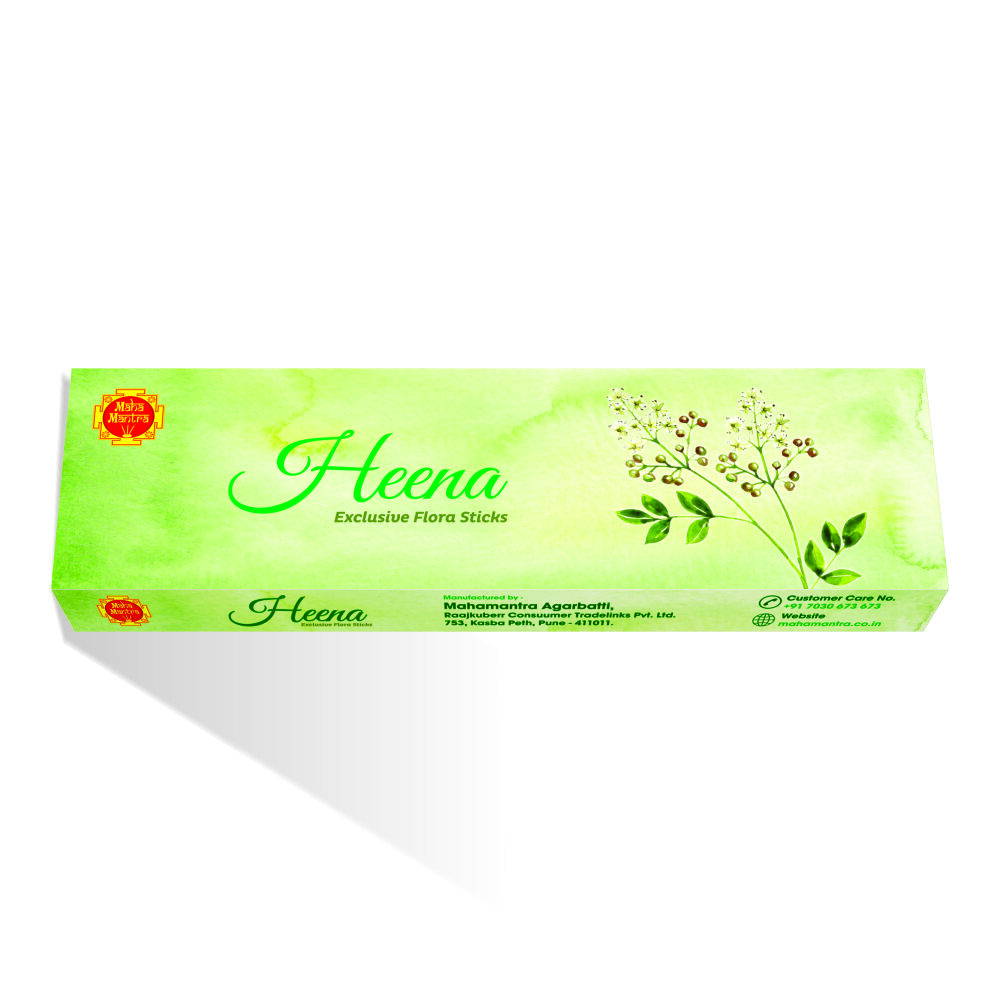 Maha
Mantra
Heena
Exclusive Flora Sticks
Maha
Mantra
Heena
Exclusive Flora Sticks
Manufactured by -
Mahamantra Agarbatti,
Raajkuberr Consuumer Tradelinks Pvt. Ltd.
753, Kasba Peth, Pune - 411011.
Customer Care No.
+91 7030 673 673
Website
mahamantra.co.in